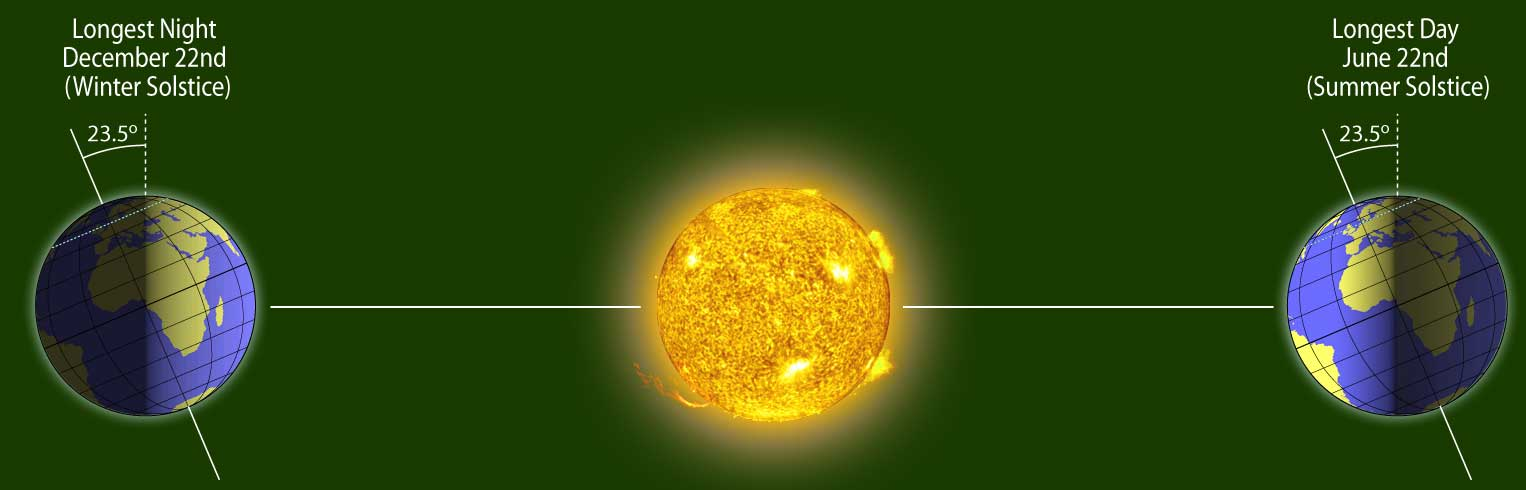 Longest Night
December 22nd
(Winter Solstice)
23.5º
Longest Day
June 22nd
(Summer Solstice)
23.5º